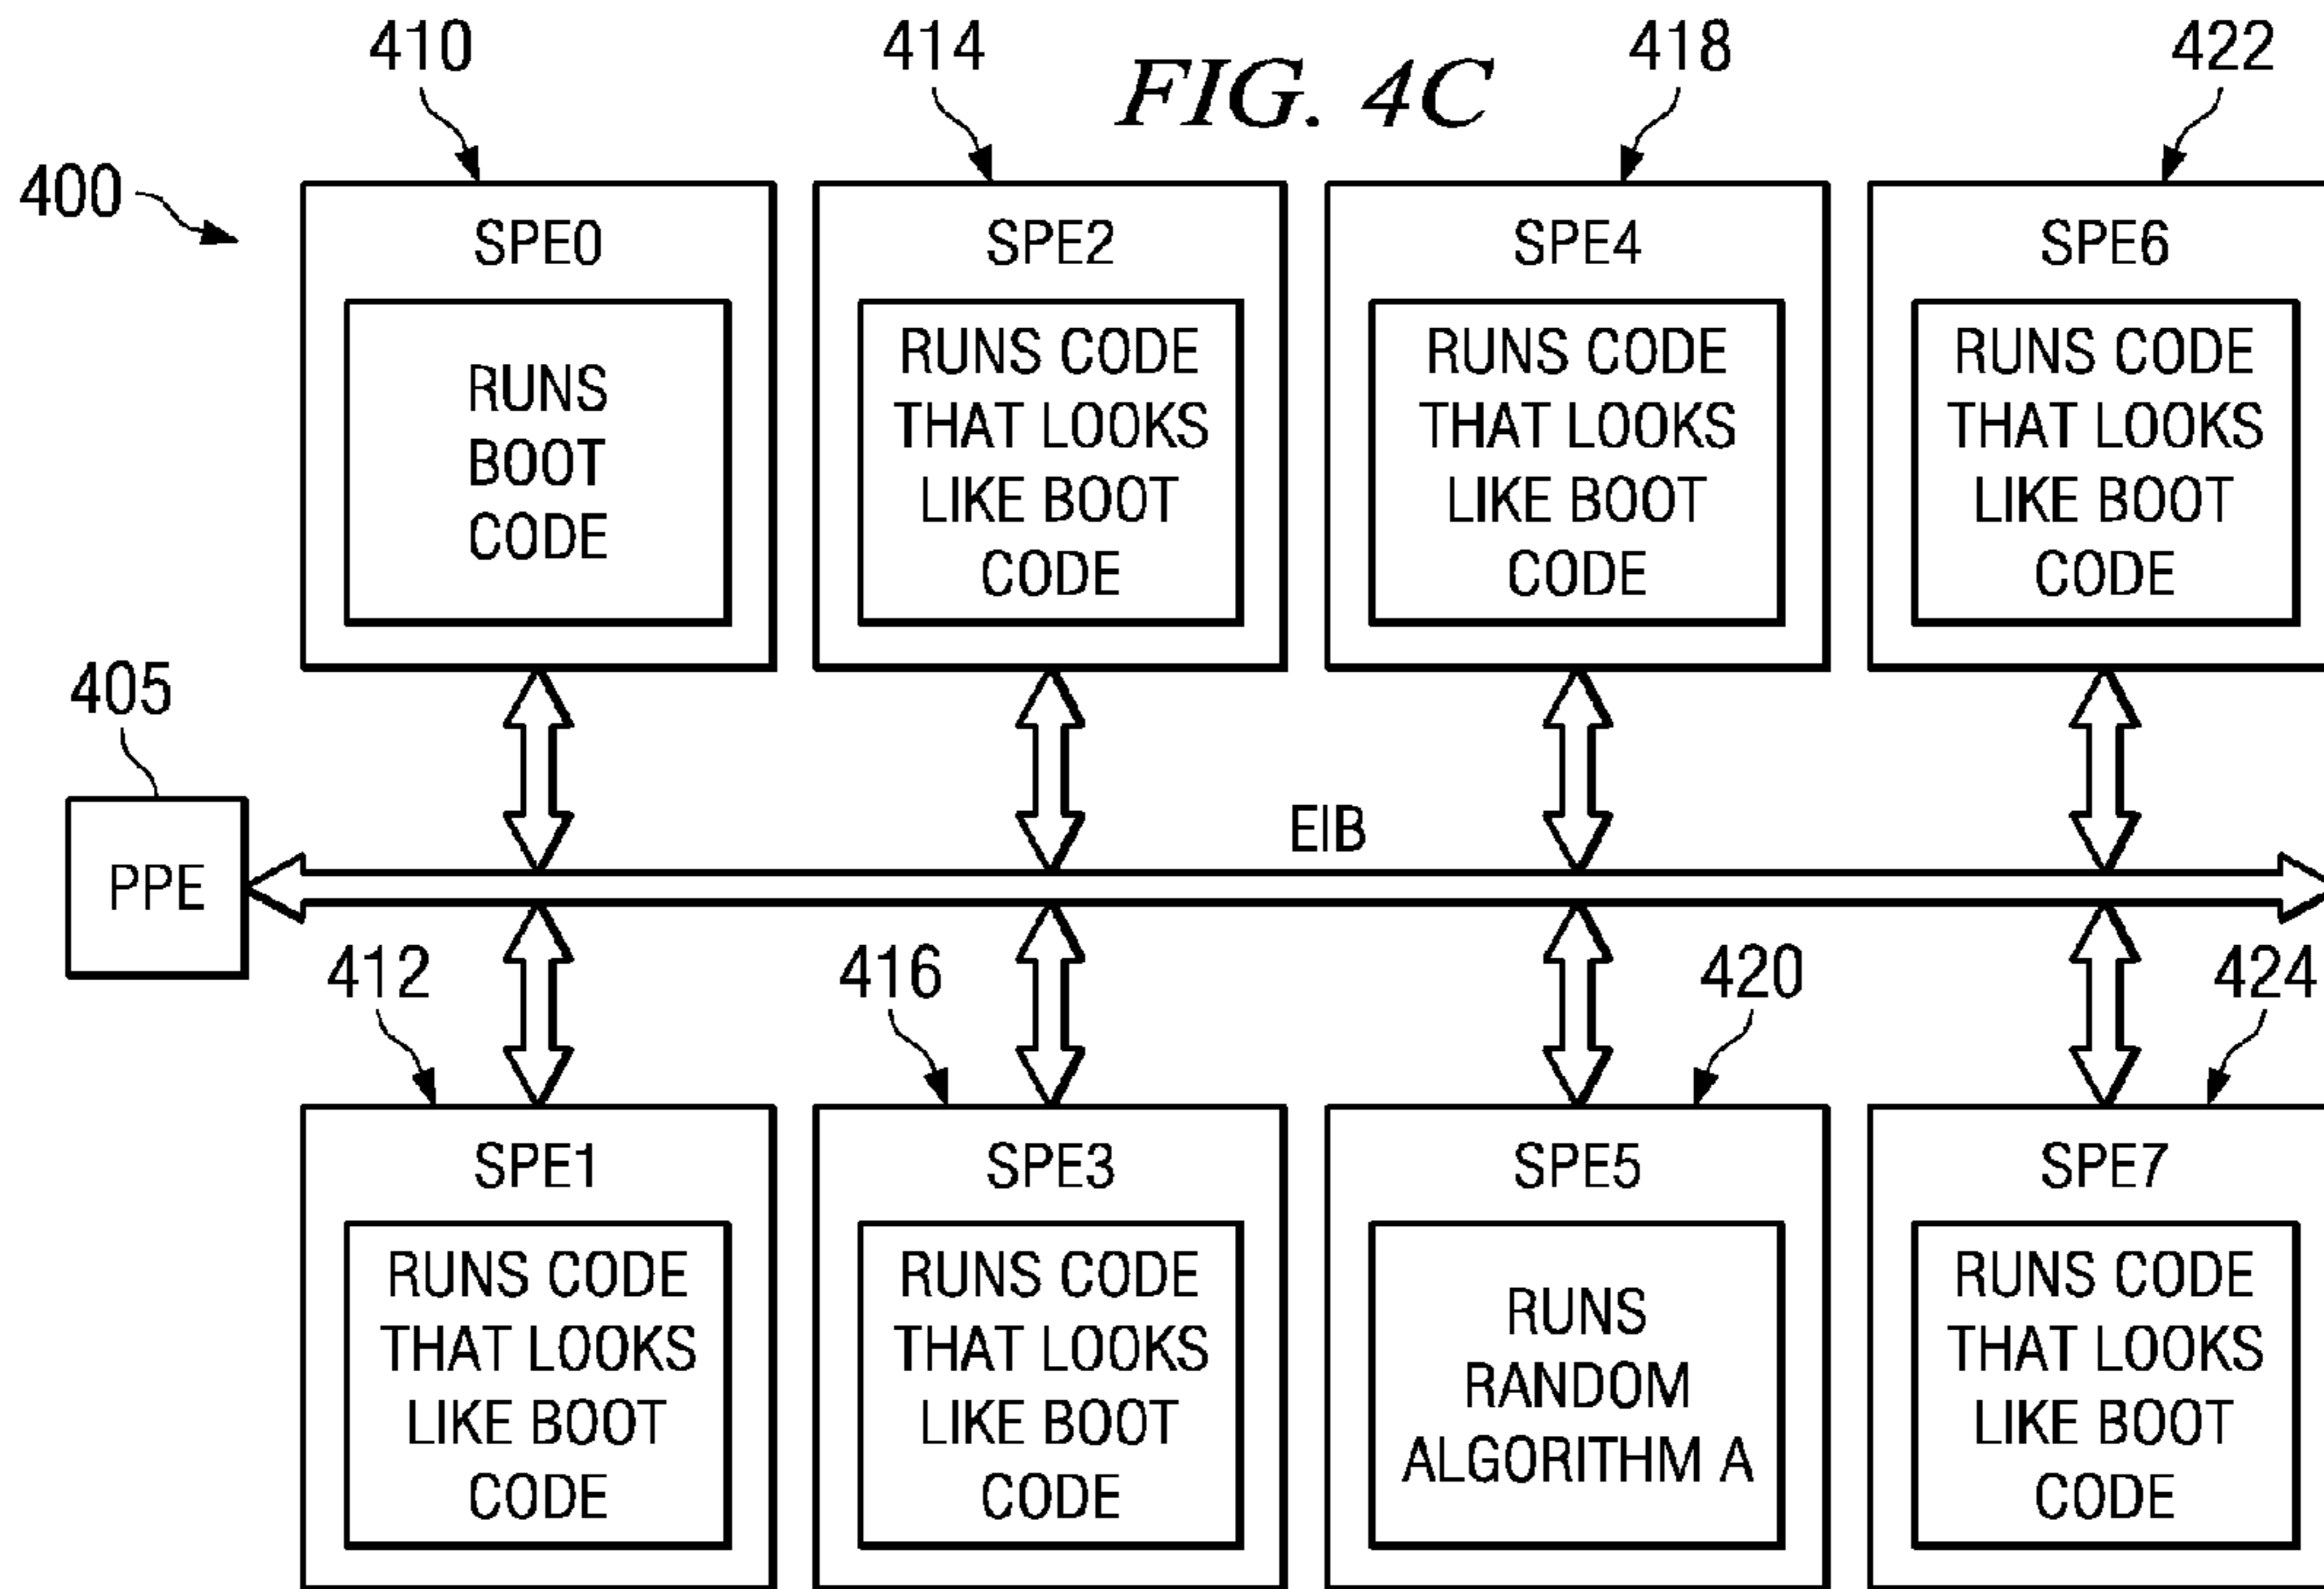 410
414
FIG. 4C
418
422
400
SPE0
RUNS
BOOT
CODE
SPE2
RUNS CODE
THAT LOOKS
LIKE BOOT
CODE
SPE4
RUNS CODE
THAT LOOKS
LIKE BOOT
CODE
SPE6
RUNS CODE
THAT LOOKS
LIKE BOOT
CODE
405
PPE
EIB
412
416
420
424
SPE1
RUNS CODE
THAT LOOKS
LIKE BOOT
CODE
SPE3
RUNS CODE
THAT LOOKS
LIKE BOOT
CODE
SPE5
RUNS
RANDOM
ALGORITHM A
SPE7
RUNS CODE
THAT LOOKS
LIKE BOOT
CODE